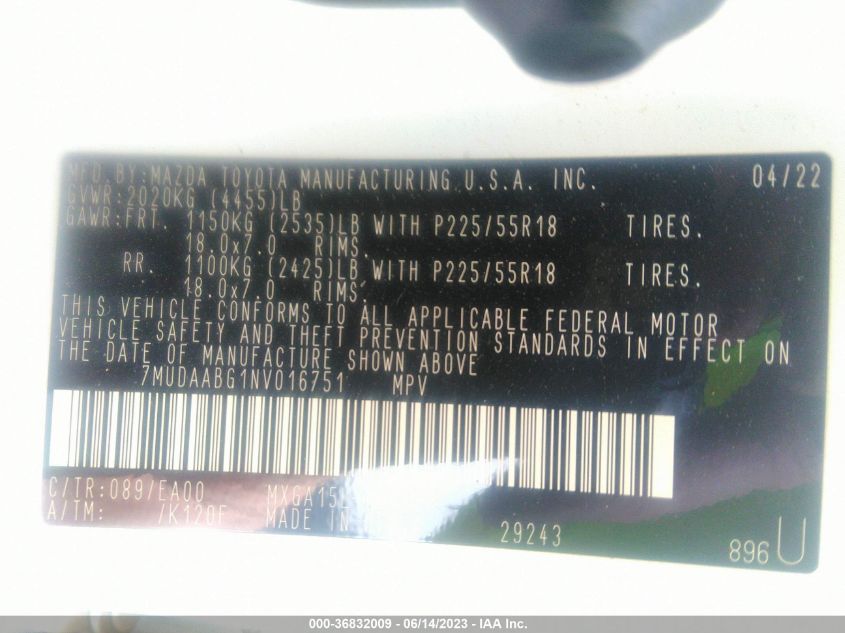 MFD.BY:MAZDA TOYOTA MANUFACTURING U.S.A. INC. 04/22
GVWR:2020KG (4455)LB
GAWR:FRT. 1150KG (2535)LB WITH P225/55R18 TIRES.
18.0x7.0 RIMS.
RR. 1100KG (2425)LB WITH P225/55R18 TIRES.
18.0x7.0 RIMS.
THIS VEHICLE CONFORMS TO ALL APPLICABLE FEDERAL MOTOR
VEHICLE SAFETY AND THEFT PREVENTION STANDARDS IN EFFECT ON
THE DATE OF MANUFACTURE SHOWN ABOVE
7MUDAABG1NV016751 MPV
C/TR:089/EA00
A/TM: /K120F MADE IN
29243
896U
000-36832009 - 06/14/2023 - IAA Inc.